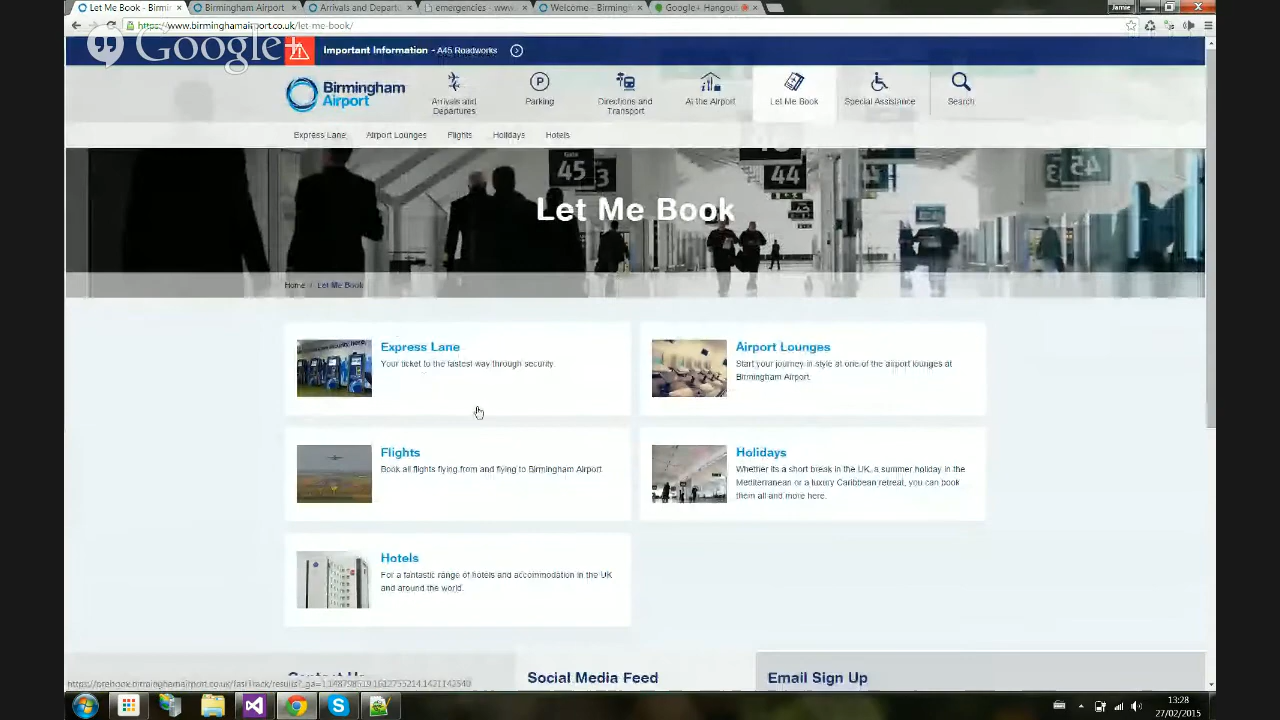 Let Me Book - Birmi
Birmingham Airport
Arrivals and Departu
emergencies - www.
Welcome - Birmingh
Google+ Hangout
Jamie
https://www.birminghamairport.co.uk/let-me-book/
Google+
Important Information - A45 Roadworks
Birmingham
Airport
Arrivals and
Departures
Parking
Directions and
Transport
At the Airport
Let Me Book
Special Assistance
Search
Express Lane
Airport Lounges
Flights
Holidays
Hotels
45
3
44
45
Let Me Book
Home / Let Me Book
Express Lane
Your ticket to the fastest way through security
Airport Lounges
Start your journey in style at one of the airport lounges at
Birmingham Airport.
Flights
Book all flights flying from and flying to Birmingham Airport
Holidays
Whether its a short break in the UK, a summer holiday in the
Mediterranean or a luxury Caribbean retreat, you can book
them all and more here.
Hotels
For a fantastic range of hotels and accommodation in the UK
and around the world.
Contact Us
Social Media Feed
Email Sign Up
13:28
27/02/2015